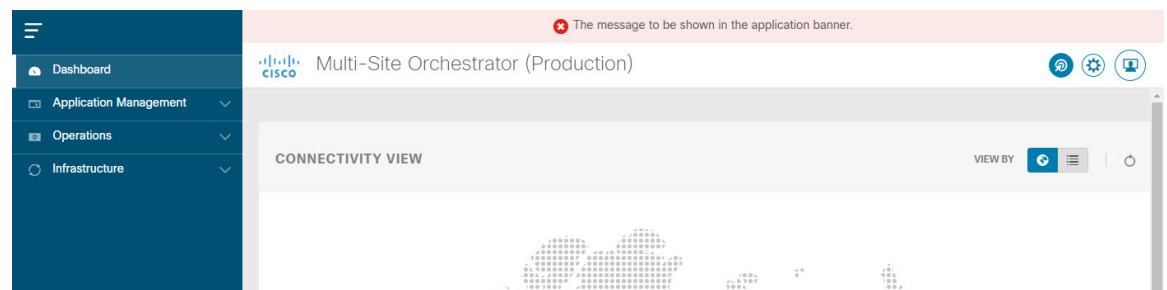 The message to be shown in the application banner.
Dashboard
Application Management
Operations
Infrastructure
CISCO
Multi-Site Orchestrator (Production)
CONNECTIVITY VIEW
VIEW BY